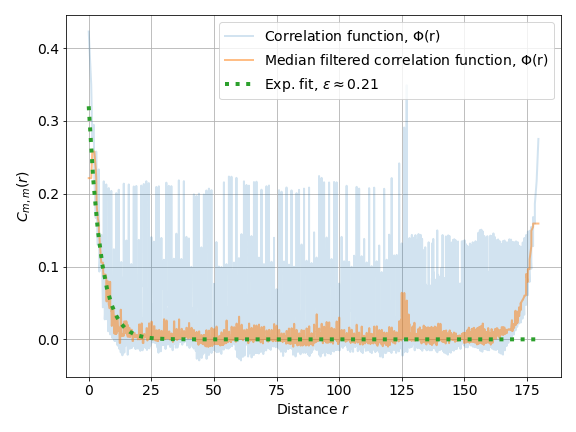 Correlation function, Φ(r)
Median filtered correlation function, Φ(r)
Exp. fit, ε≈0.21
0.4
0.3
0.2
0.1
0.0
C_{m,m}(r)
0 25 50 75 100 125 150 175
Distance r